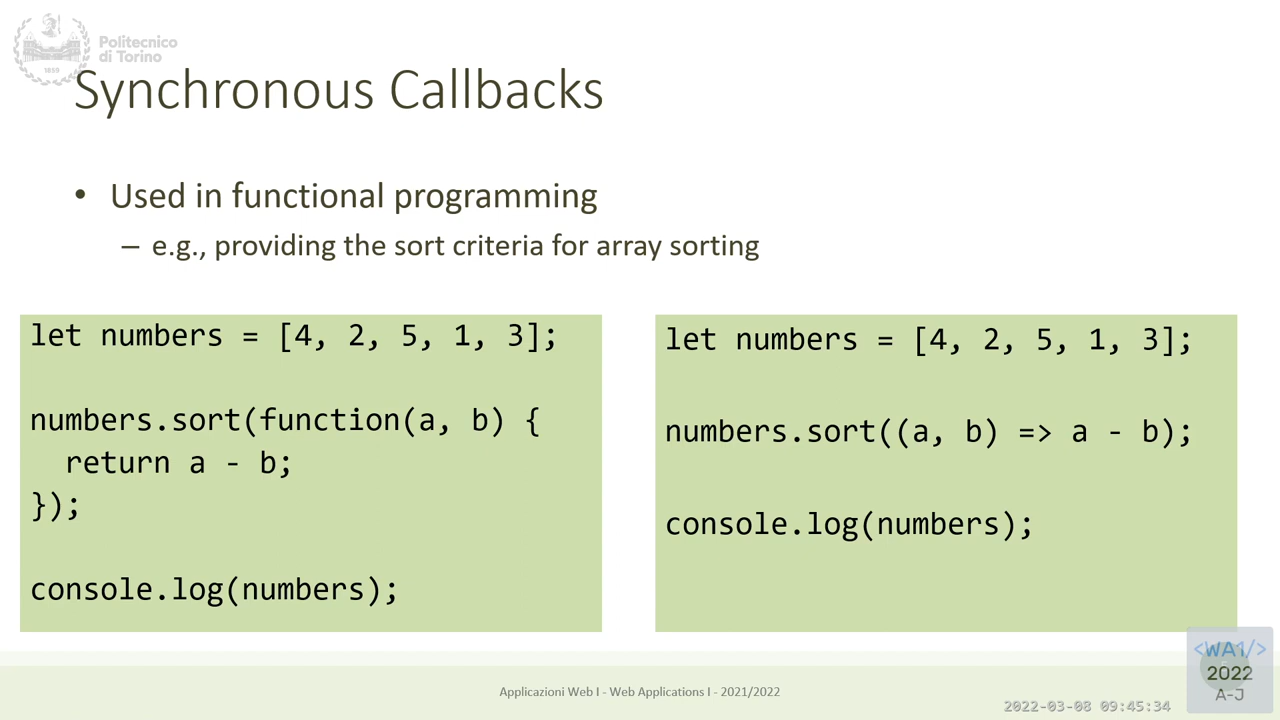 Politecnico
di Torino
1859
Synchronous Callbacks
• Used in functional programming
– e.g., providing the sort criteria for array sorting
let numbers = [4, 2, 5, 1, 3];
numbers.sort(function(a, b) {
  return a - b;
});
console.log(numbers);
let numbers = [4, 2, 5, 1, 3];
numbers.sort((a, b) => a - b);
console.log(numbers);
Applicazioni Web I - Web Applications I - 2021/2022
<WA1/>
2022
A-J
2022-03-08 09:45:34